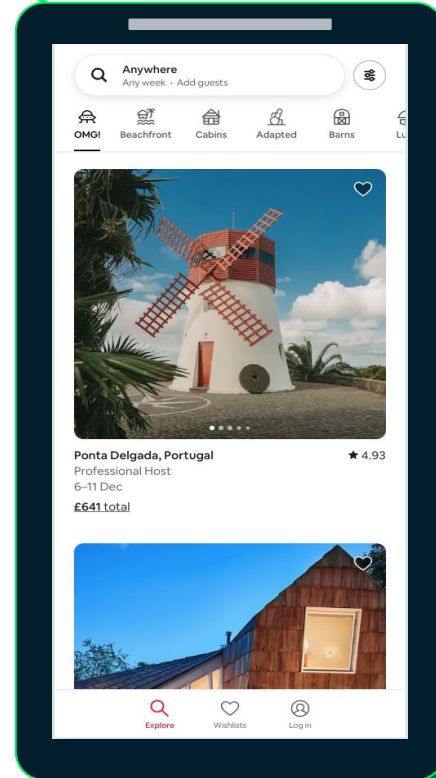 Anywhere
Any week · Add guests
OMG! Beachfront Cabins Adapted Barns Lu
Ponta Delgada, Portugal ★ 4.93
Professional Host
6–11 Dec
£641 total
Explore Wishlists Log in